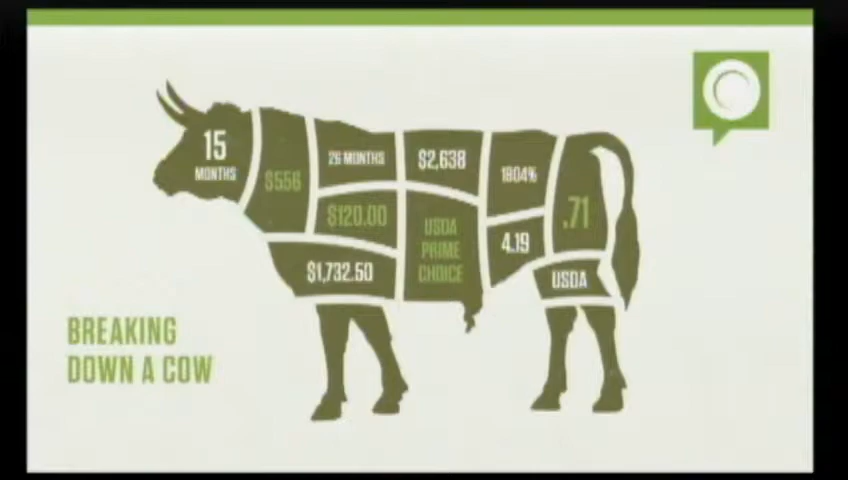 15
MONTHS
$556
26 MONTHS
$2,638
1804%
$120.00
USDA
PRIME
CHOICE
4.19
.71
$1,732.50
USDA
BREAKING
DOWN A COW